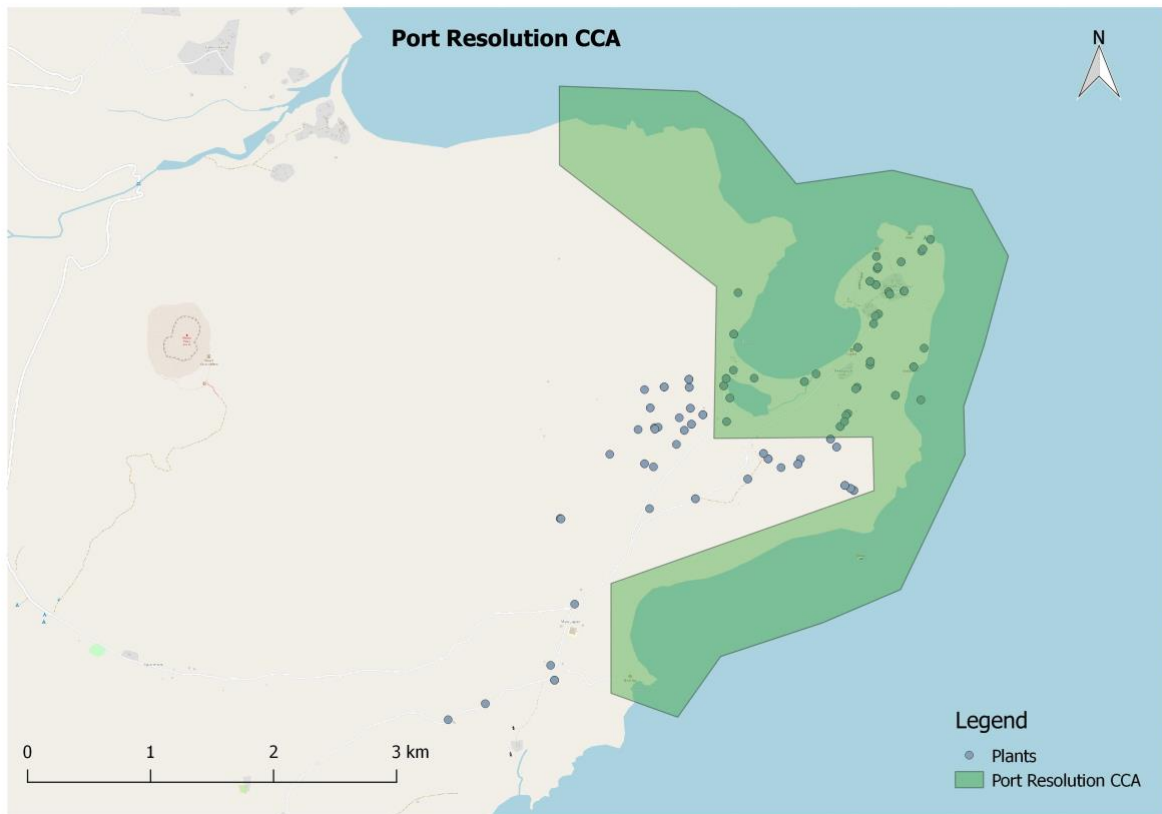 Port Resolution CCA
N
0 1 2 3 km
Legend
Plants
Port Resolution CCA